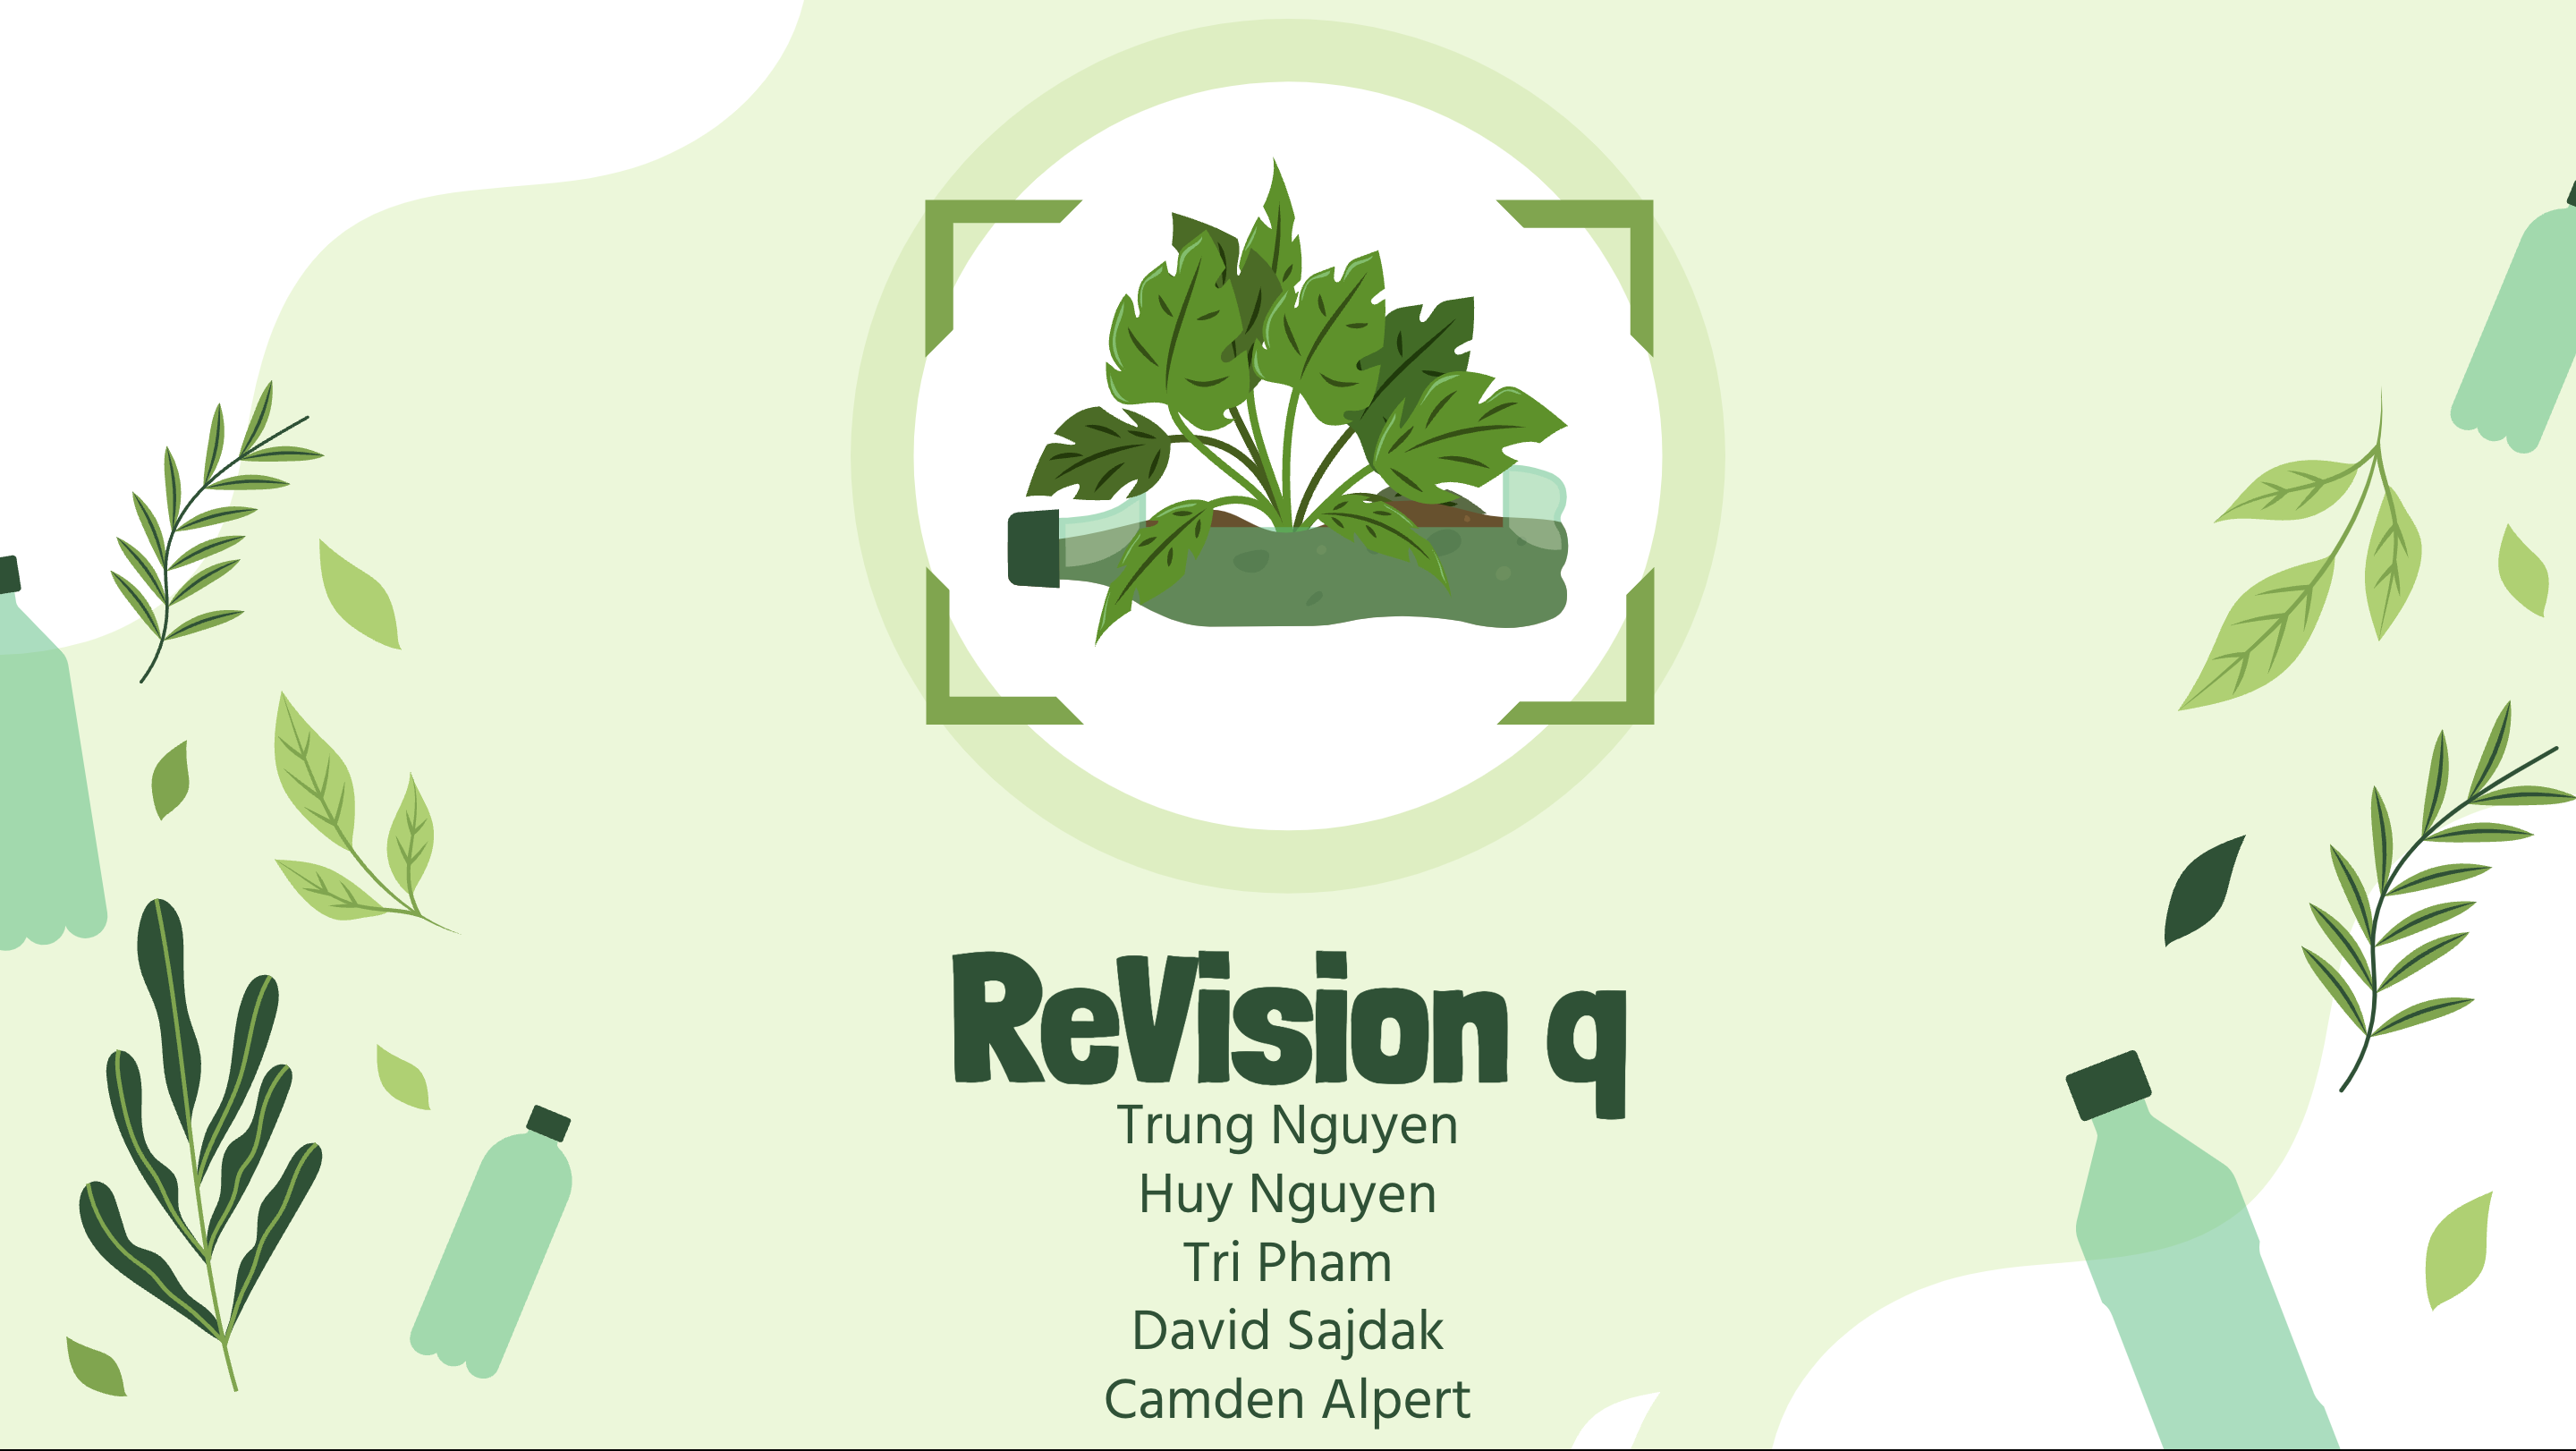 ReVision q
Trung Nguyen
Huy Nguyen
Tri Pham
David Sajdak
Camden Alpert